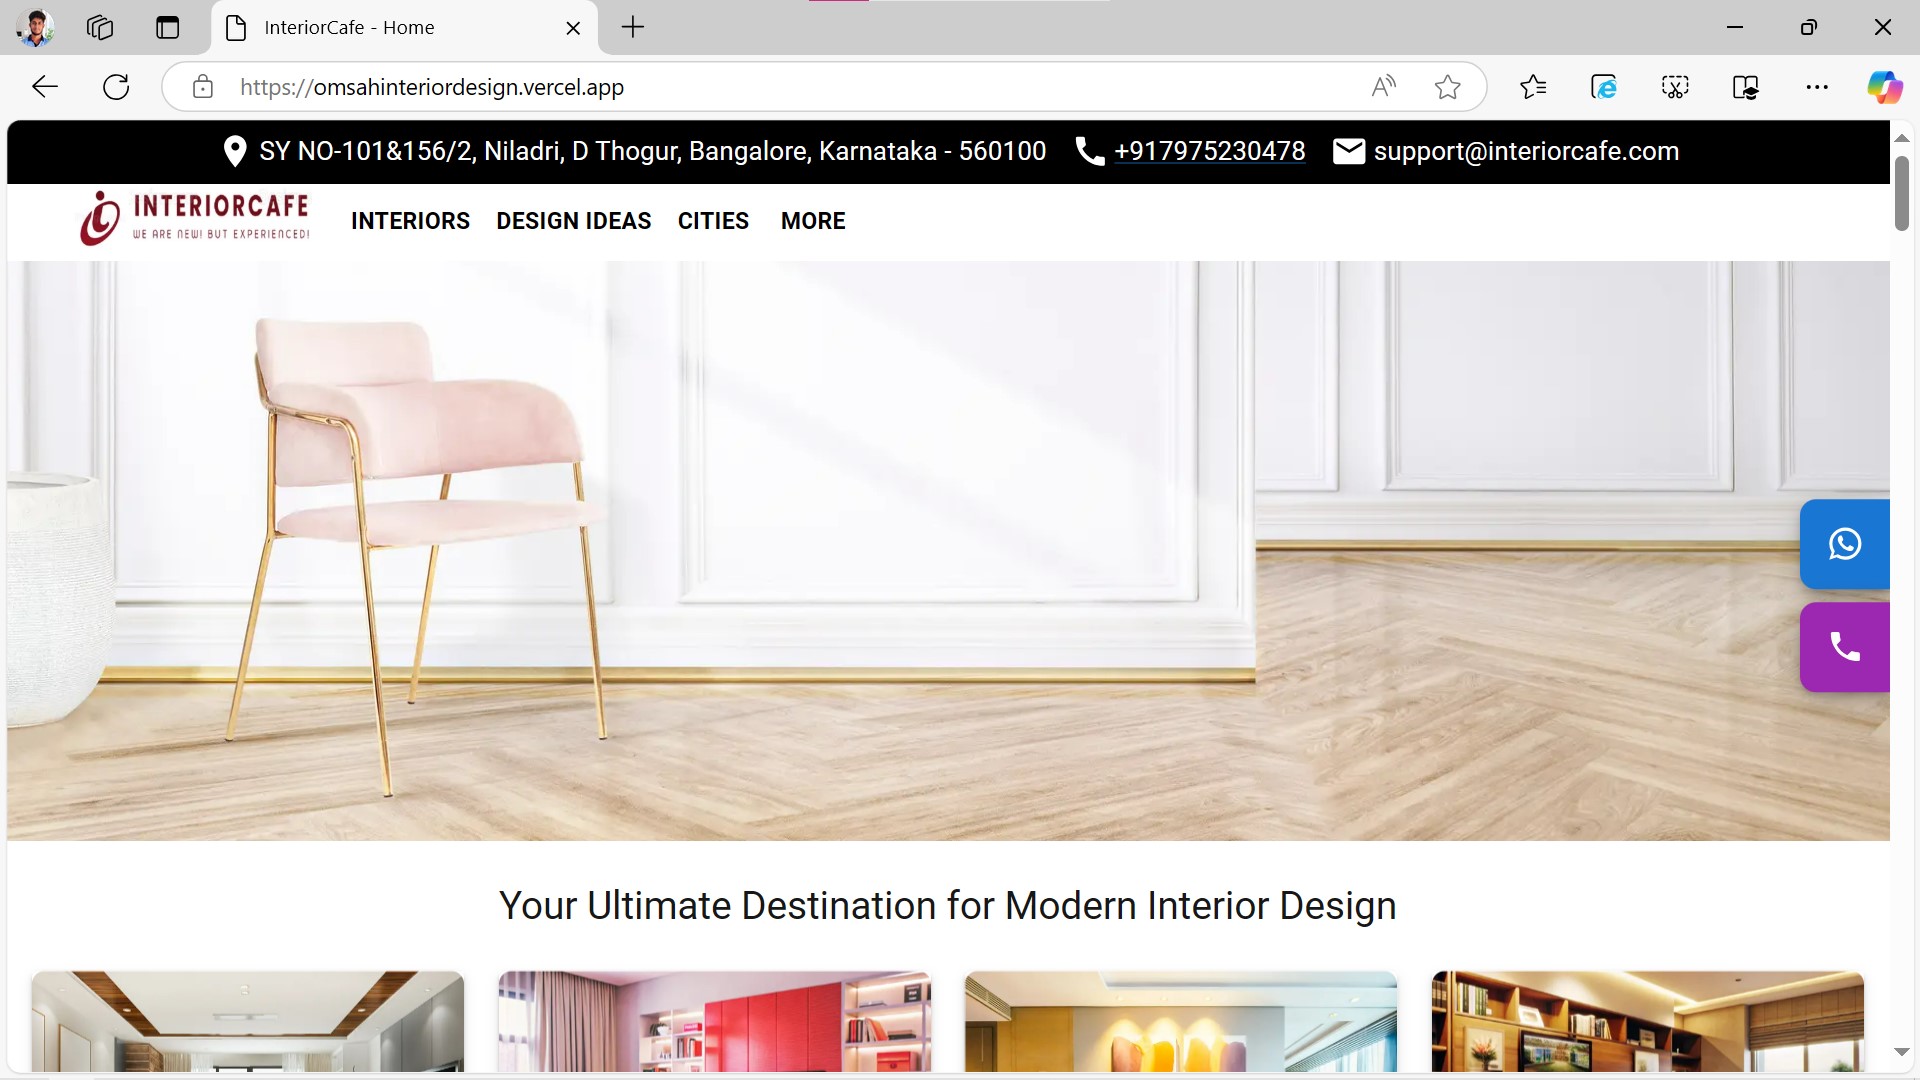 InteriorCafe - Home
https://omsahinteriordesign.vercel.app
SY NO-101&156/2, Niladri, D Thogur, Bangalore, Karnataka - 560100 +917975230478 support@interiorcafe.com
INTERIORCAFE
WE ARE NEW! BUT EXPERIENCED!
INTERIORS DESIGN IDEAS CITIES MORE
Your Ultimate Destination for Modern Interior Design